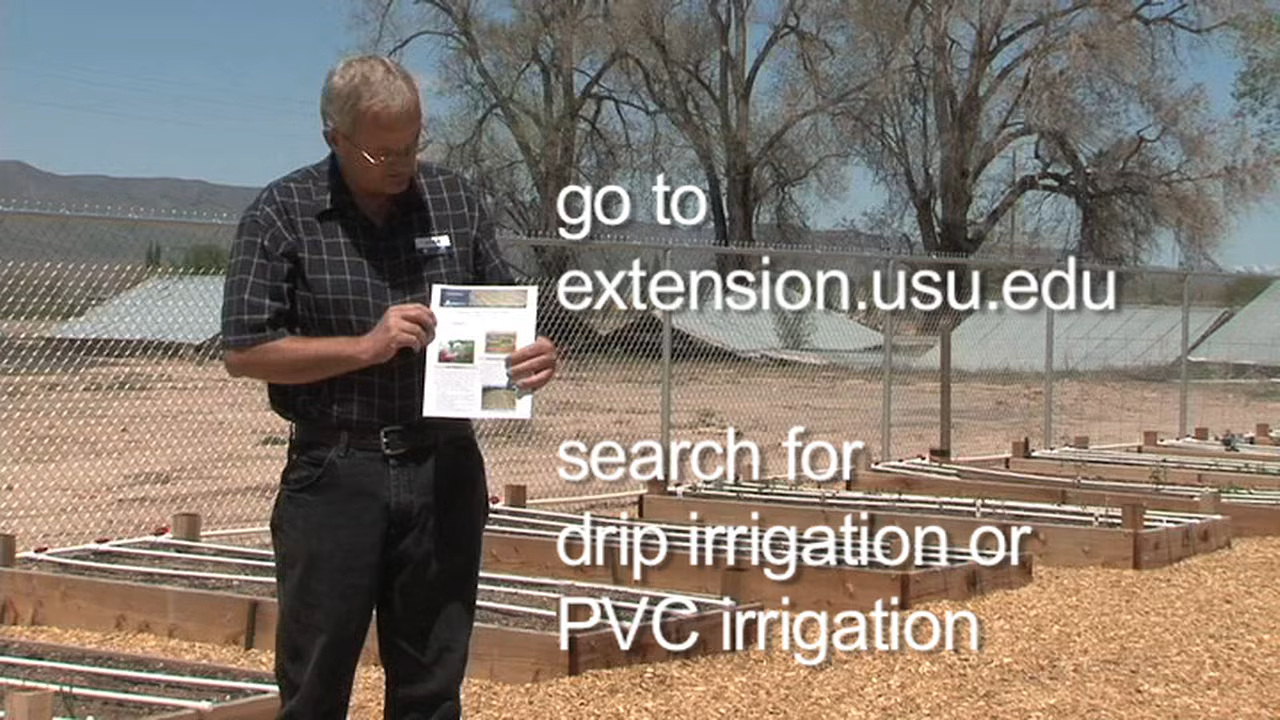 go to
extension.usu.edu
search for
drip irrigation or
PVC irrigation